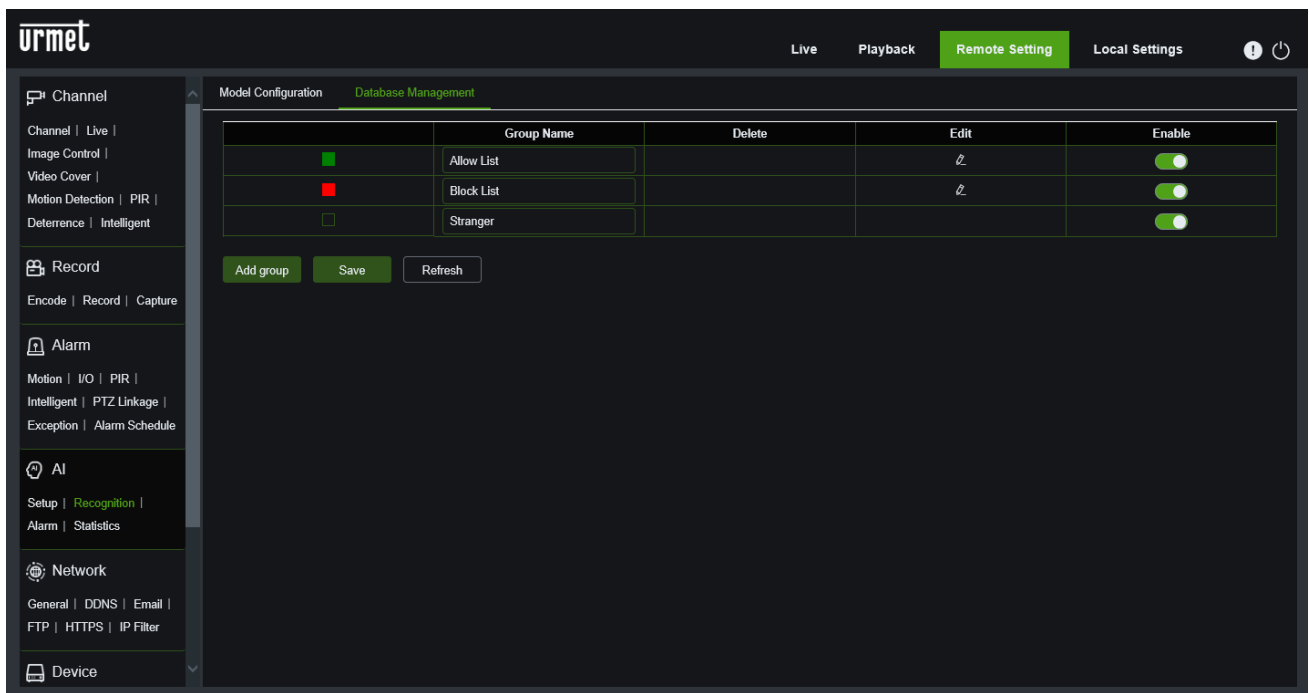 urmet
Live Playback Remote Setting Local Settings
Channel
Channel | Live |
Image Control |
Video Cover |
Motion Detection | PIR |
Deterrence | Intelligent
Record
Encode | Record | Capture
Alarm
Motion | I/O | PIR |
Intelligent | PTZ Linkage |
Exception | Alarm Schedule
AI
Setup | Recognition |
Alarm | Statistics
Network
General | DDNS | Email |
FTP | HTTPS | IP Filter
Device
Model Configuration Database Management
Group Name Delete Edit Enable
Allow List
Block List
Stranger
Add group Save Refresh